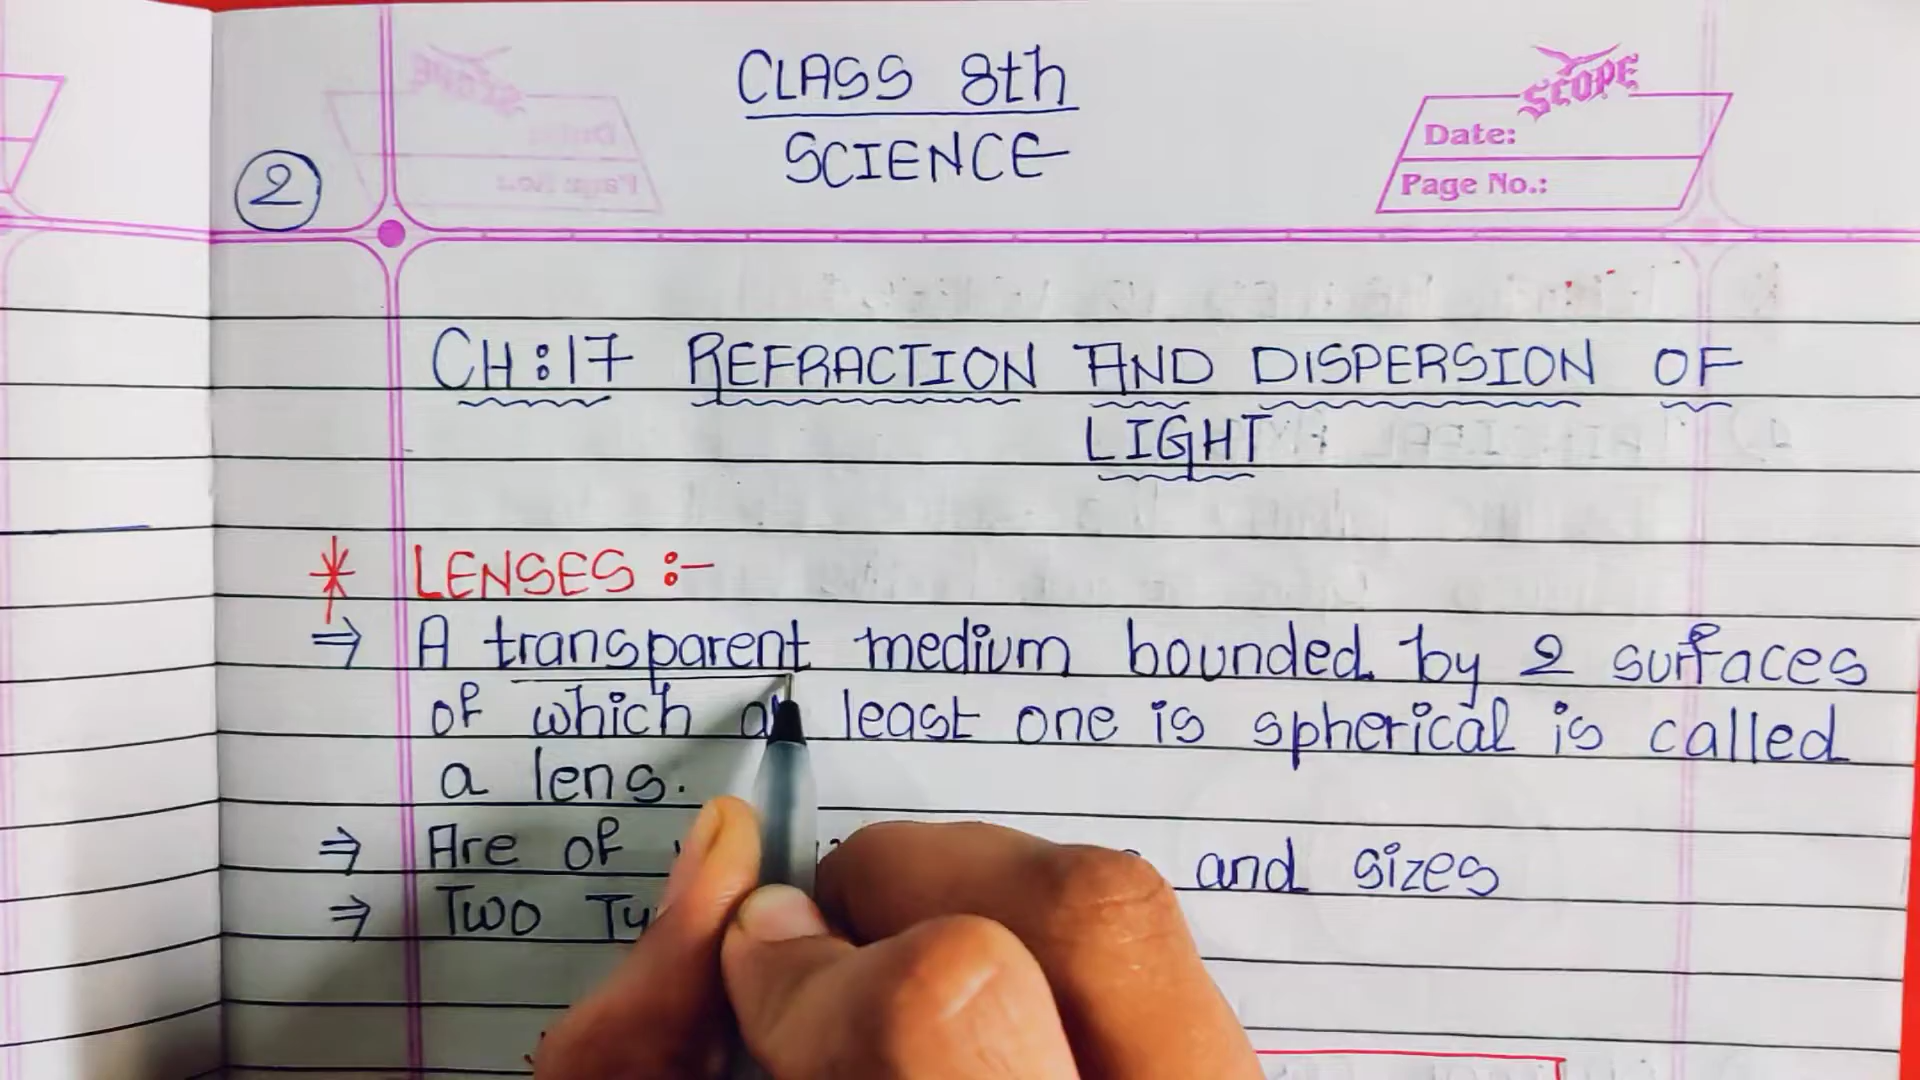 CLASS 8th
SCIENCE
SCOPE
Date:
Page No.:
2
CH:17 REFRACTION AND DISPERSION OF
LIGHT
* LENSES :-
⇒ A transparent medium bounded by 2 surfaces
of which least one is spherical is called
a lens.
⇒ Are of and sizes
⇒ Two